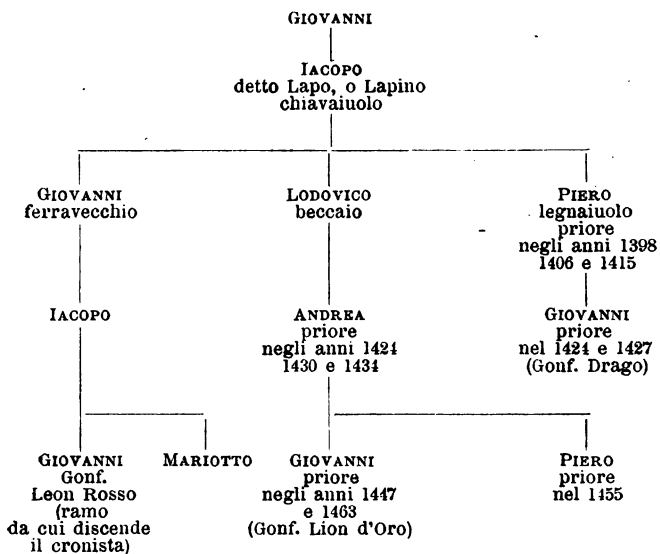 GIOVANNI
IACOPO
detto Lapo, o Lapino
chiavaiuolo
GIOVANNI
ferravecchio
LODOVICO
beccaio
PIERO
legnaiuolo
priore
negli anni 1398
1406 e 1415
IACOPO
ANDREA
priore
negli anni 1424
1430 e 1434
GIOVANNI
priore
nel 1424 e 1427
(Gonf. Drago)
GIOVANNI
Gonf.
Leon Rosso
(ramo
da cui discende
il cronista)
MARIOTTO
GIOVANNI
priore
negli anni 1447
e 1463
(Gonf. Lion d'Oro)
PIERO
priore
nel 1455